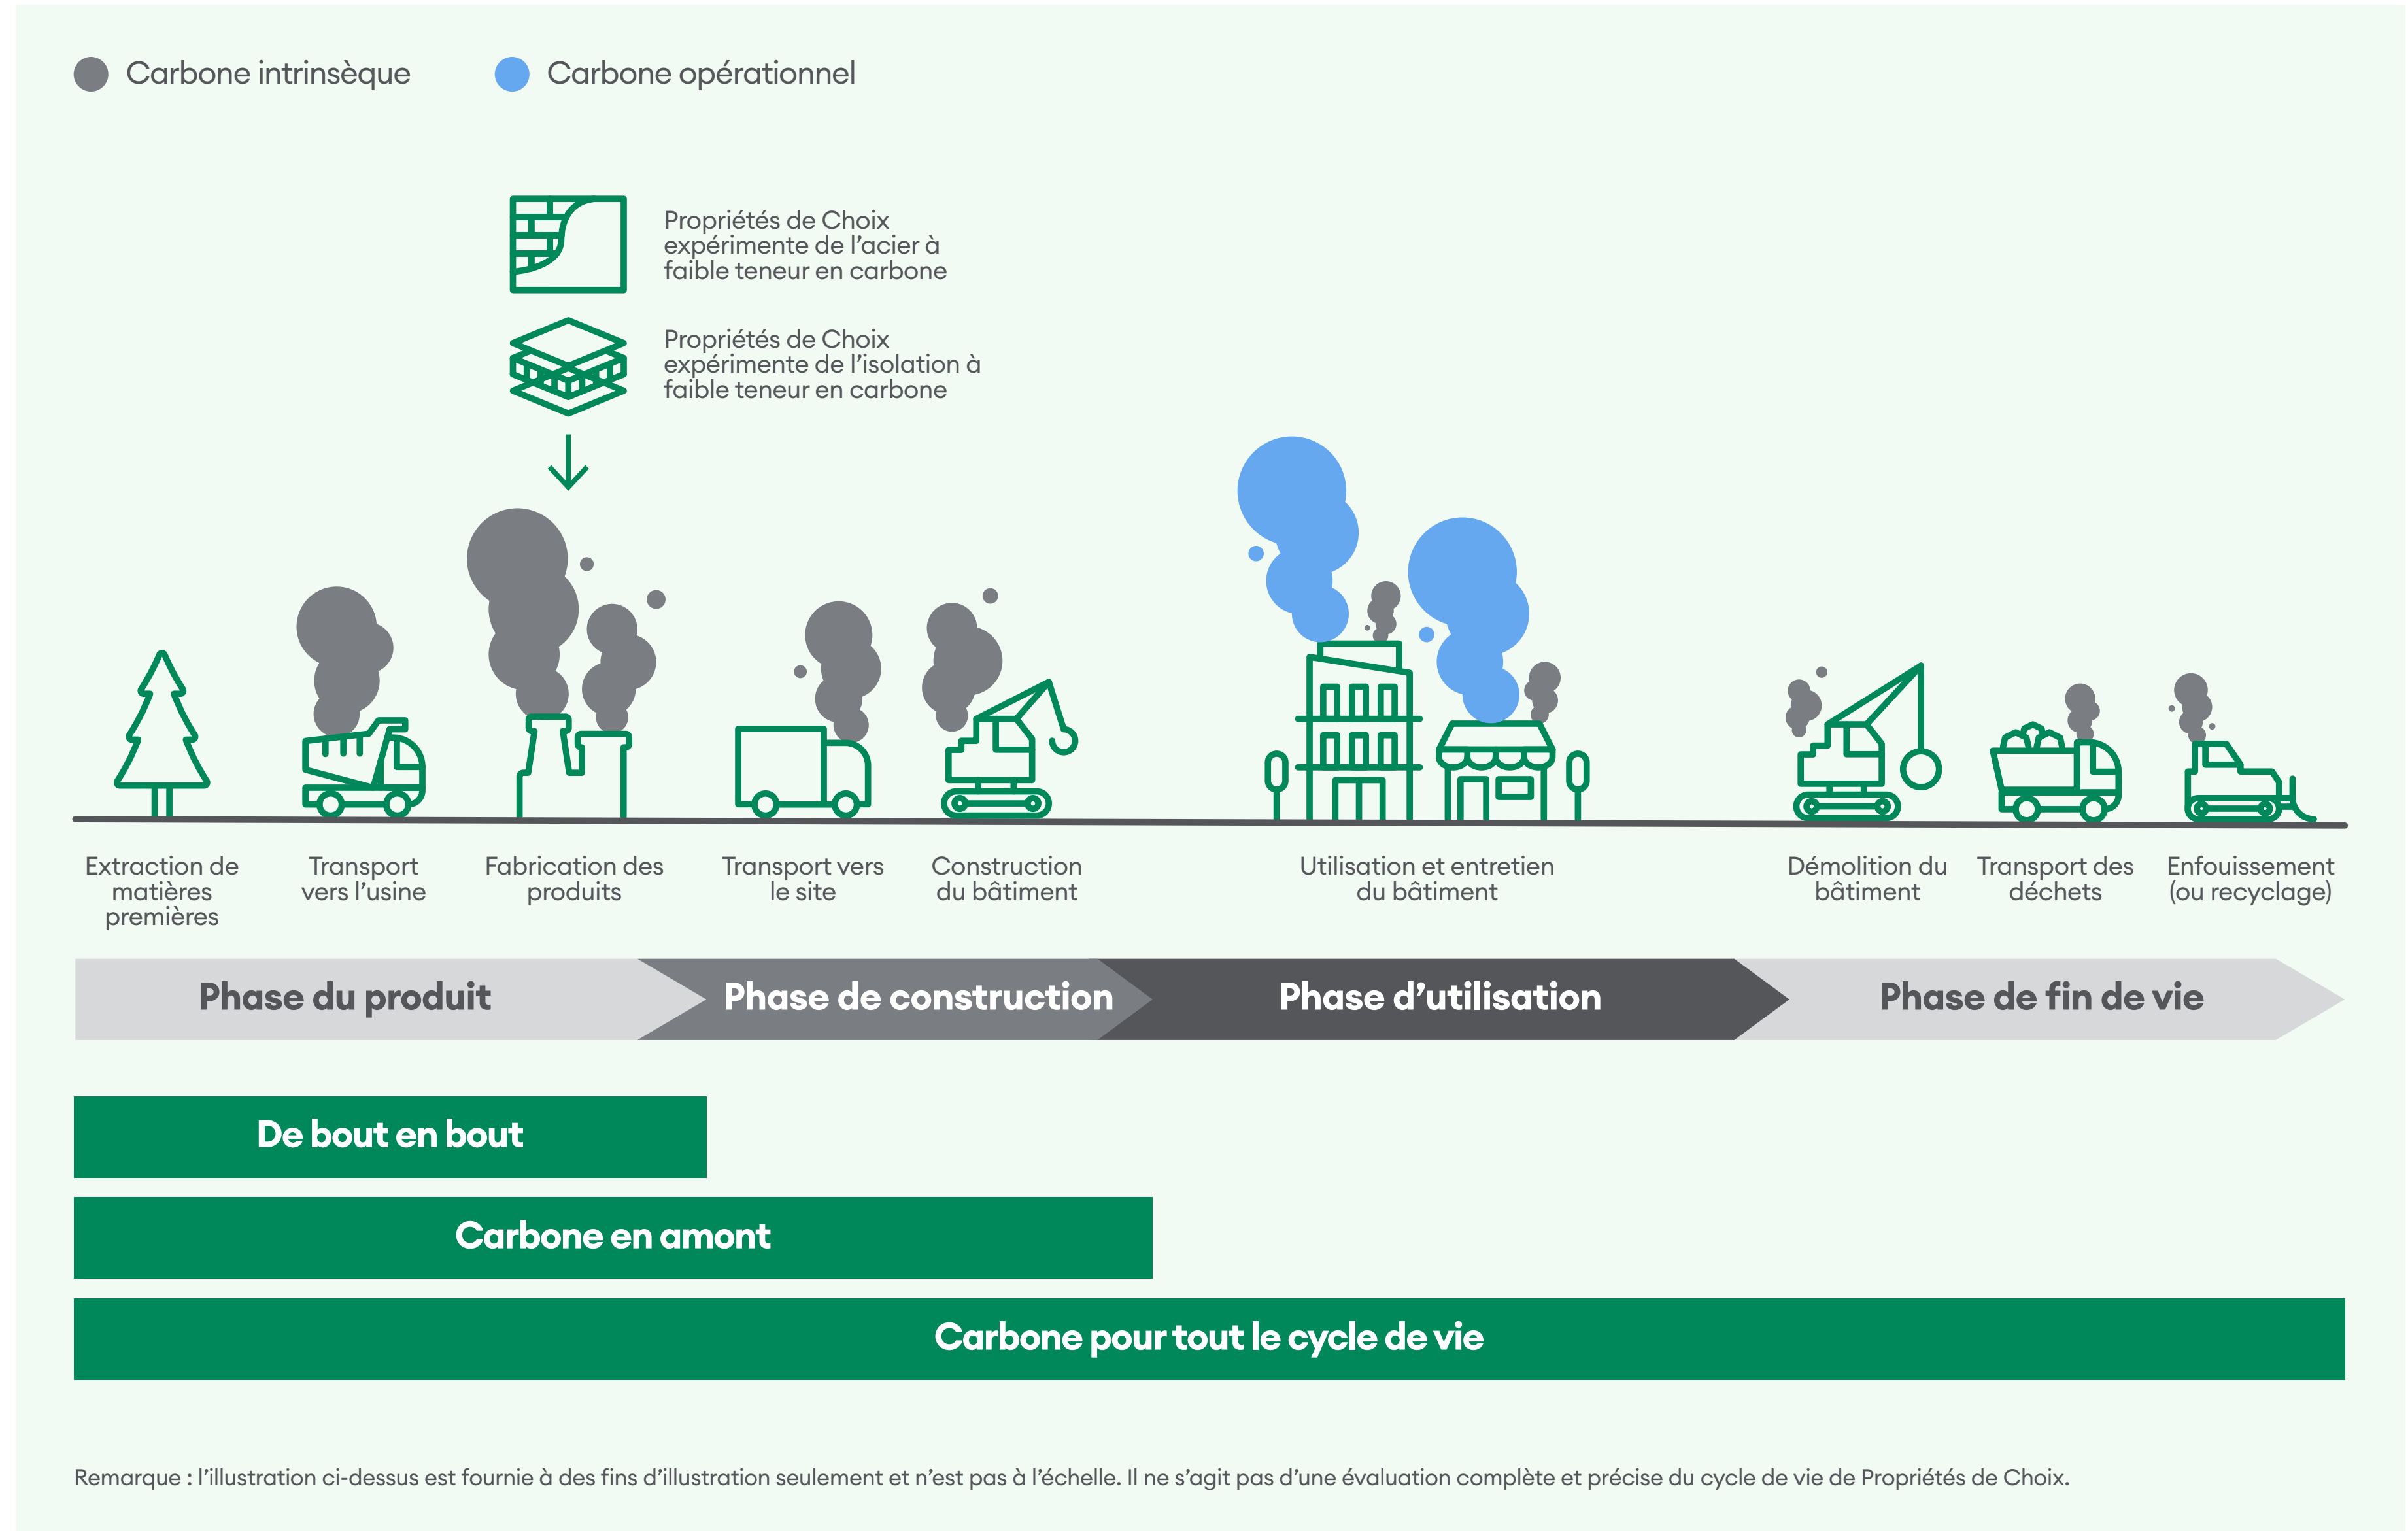 Carbone intrinsèque
Carbone opérationnel
Propriétés de Choix
expérimente de l’acier à
faible teneur en carbone
Propriétés de Choix
expérimente de l’isolation à
faible teneur en carbone
Extraction de
matières
premières
Transport
vers l’usine
Fabrication des
produits
Transport vers
le site
Construction
du bâtiment
Utilisation et entretien
du bâtiment
Démolition du
bâtiment
Transport des
déchets
Enfouissement
(ou recyclage)
Phase du produit
Phase de construction
Phase d’utilisation
Phase de fin de vie
De bout en bout
Carbone en amont
Carbone pour tout le cycle de vie
Remarque : l’illustration ci-dessus est fournie à des fins d’illustration seulement et n’est pas à l’échelle. Il ne s’agit pas d’une évaluation complète et précise du cycle de vie de Propriétés de Choix.